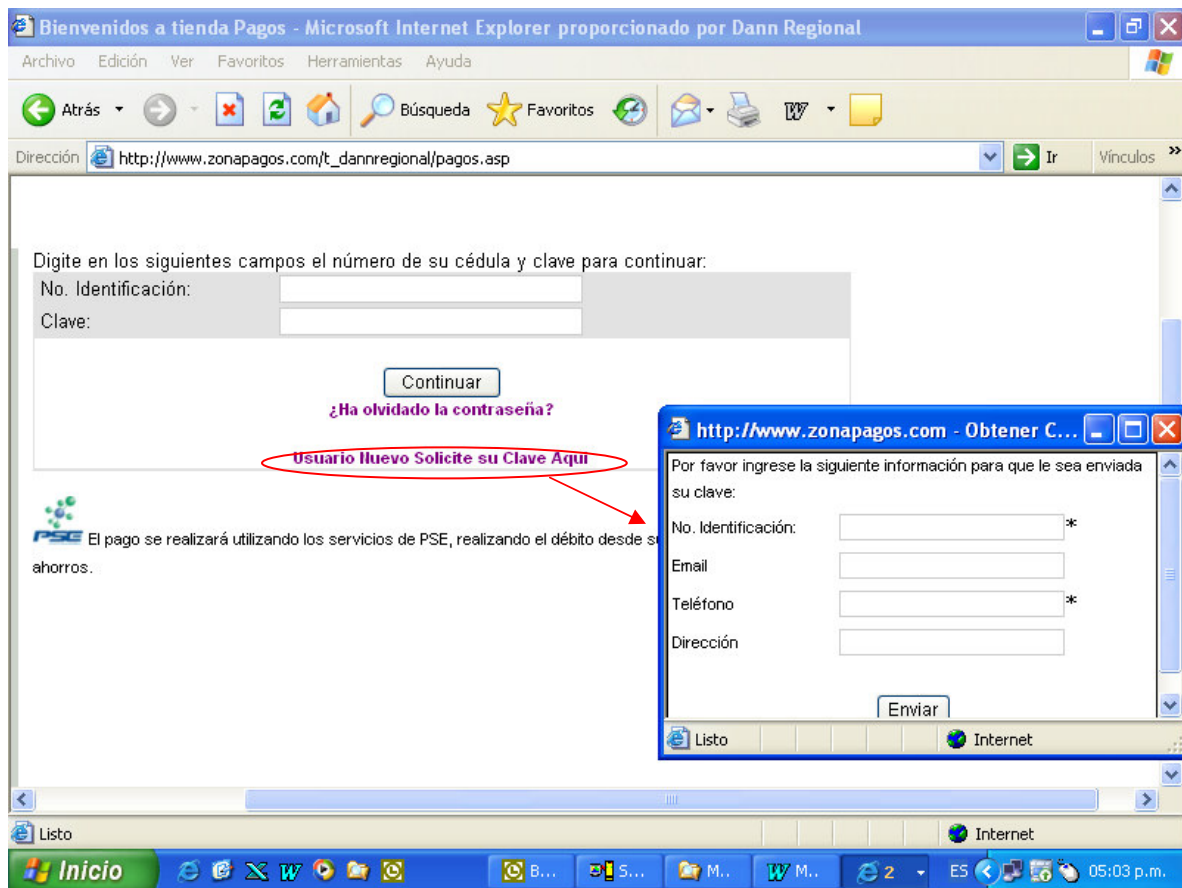 Bienvenidos a tienda Pagos - Microsoft Internet Explorer proporcionado por Dann Regional
Archivo Edición Ver Favoritos Herramientas Ayuda
Atrás Búsqueda Favoritos
Dirección http://www.zonapagos.com/t_dannregional/pagos.asp Ir Vínculos »
Digite en los siguientes campos el número de su cédula y clave para continuar:
No. Identificación:
Clave:
Continuar
¿Ha olvidado la contraseña?
Usuario Nuevo Solicite su Clave Aqui
PSE El pago se realizará utilizando los servicios de PSE, realizando el débito desde su
ahorros.
http://www.zonapagos.com - Obtener C...
Por favor ingrese la siguiente información para que le sea enviada
su clave:
No. Identificación: *
Email
Teléfono *
Dirección
Enviar
Listo Internet
Listo Internet
Inicio B... S... M.. M.. 2 ES 05:03 p.m.